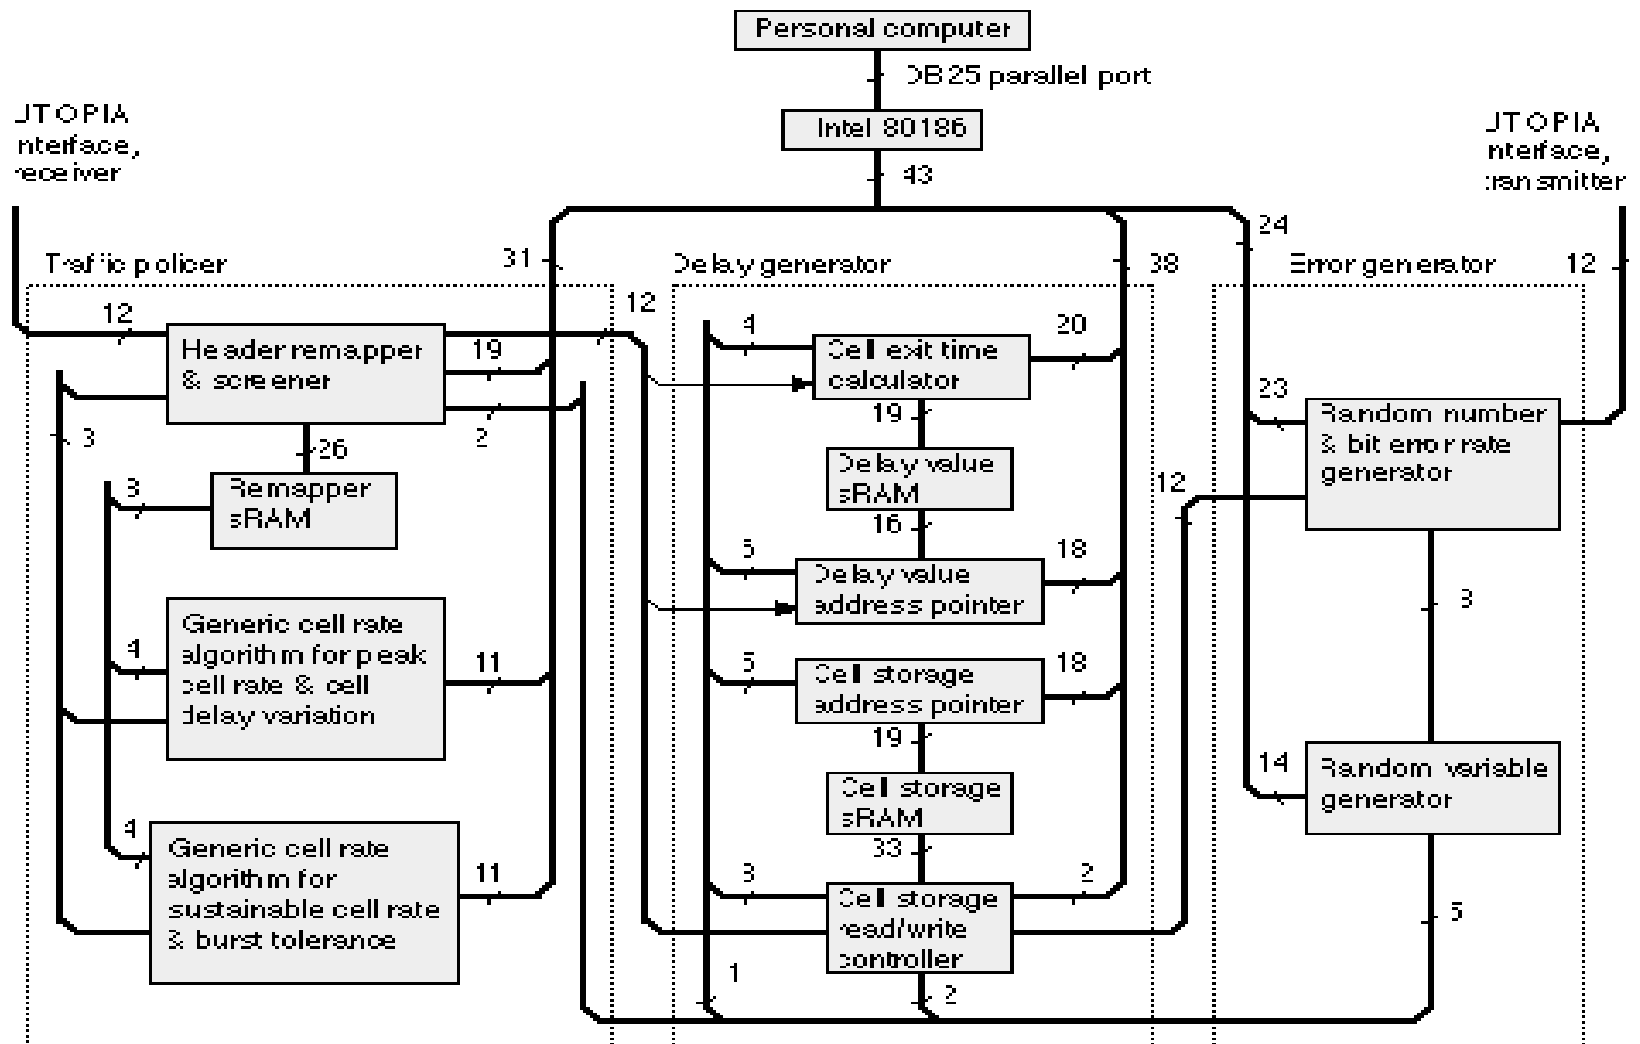 Personal computer
DB25 parallel port
Intel 80186
43
UTOPIA
interface,
receiver
UTOPIA
interface,
transmitter
31
38
24
12
Traffic policer
12
Header remapper
& screener
19
2
3
26
3
Remapper
sRAM
4
Generic cell rate
algorithm for peak
cell rate & cell
delay variation
11
4
Generic cell rate
algorithm for
sustainable cell rate
& burst tolerance
11
12
Delay generator
4
Cell exit time
calculator
20
19
Delay value
sRAM
16
5
Delay value
address pointer
18
5
Cell storage
address pointer
18
19
Cell storage
sRAM
33
3
Cell storage
read/write
controller
2
1
2
12
Error generator
23
Random number
& bit error rate
generator
3
14
Random variable
generator
5